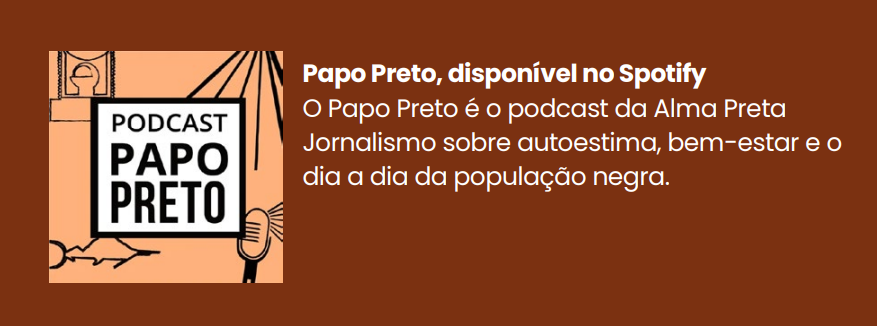 PODCAST
PAPO
PRETO
Papo Preto, disponível no Spotify
O Papo Preto é o podcast da Alma Preta
Jornalismo sobre autoestima, bem-estar e o
dia a dia da população negra.